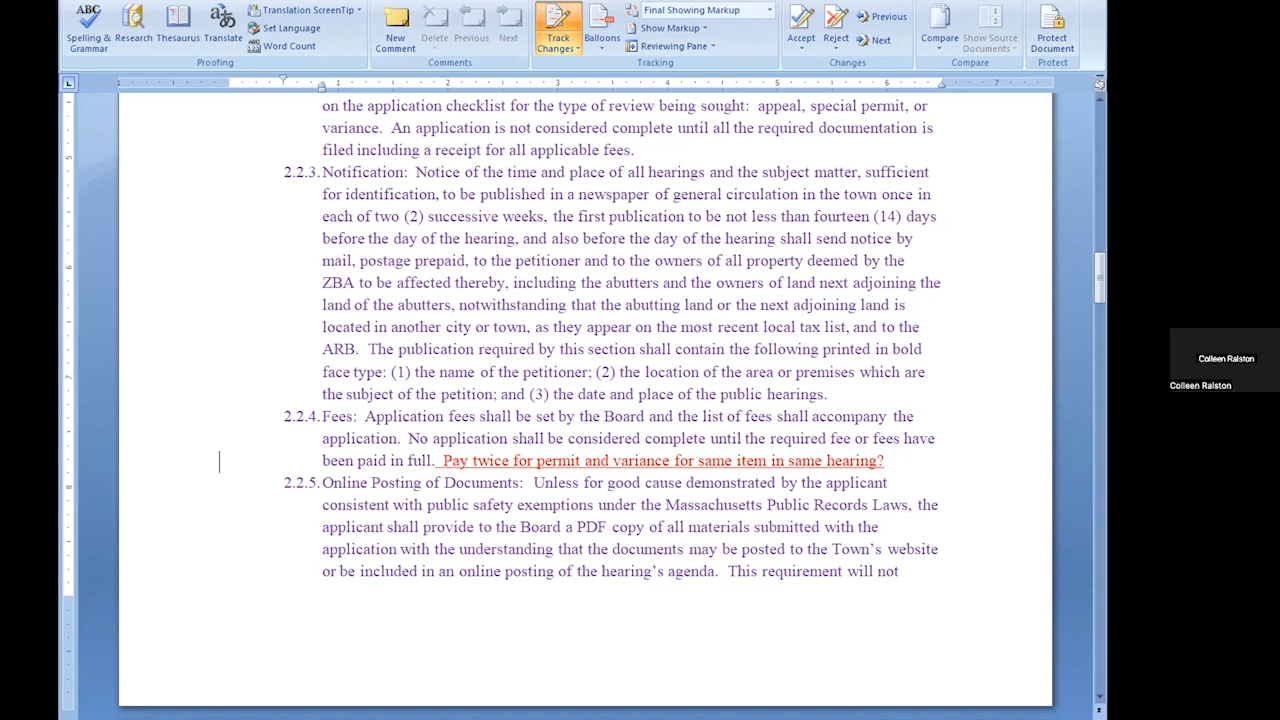 ABC
Spelling & Grammar
Research
Thesaurus
Translate
Translation ScreenTip
Set Language
Word Count
Proofing
New Comment
Delete
Previous
Next
Comments
Track Changes
Balloons
Final Showing Markup
Show Markup
Reviewing Pane
Tracking
Accept
Reject
Previous
Next
Changes
Compare
Show Source Documents
Compare
Protect Document
Protect
L
1 1 2 3 4 5 6 7
on the application checklist for the type of review being sought: appeal, special permit, or
variance. An application is not considered complete until all the required documentation is
filed including a receipt for all applicable fees.
2.2.3. Notification: Notice of the time and place of all hearings and the subject matter, sufficient
for identification, to be published in a newspaper of general circulation in the town once in
each of two (2) successive weeks, the first publication to be not less than fourteen (14) days
before the day of the hearing, and also before the day of the hearing shall send notice by
mail, postage prepaid, to the petitioner and to the owners of all property deemed by the
ZBA to be affected thereby, including the abutters and the owners of land next adjoining the
land of the abutters, notwithstanding that the abutting land or the next adjoining land is
located in another city or town, as they appear on the most recent local tax list, and to the
ARB. The publication required by this section shall contain the following printed in bold
face type: (1) the name of the petitioner; (2) the location of the area or premises which are
the subject of the petition; and (3) the date and place of the public hearings.
2.2.4. Fees: Application fees shall be set by the Board and the list of fees shall accompany the
application. No application shall be considered complete until the required fee or fees have
been paid in full. Pay twice for permit and variance for same item in same hearing?
2.2.5. Online Posting of Documents: Unless for good cause demonstrated by the applicant
consistent with public safety exemptions under the Massachusetts Public Records Laws, the
applicant shall provide to the Board a PDF copy of all materials submitted with the
application with the understanding that the documents may be posted to the Town's website
or be included in an online posting of the hearing's agenda. This requirement will not
5
6
7
8
Colleen Ralston
Colleen Ralston